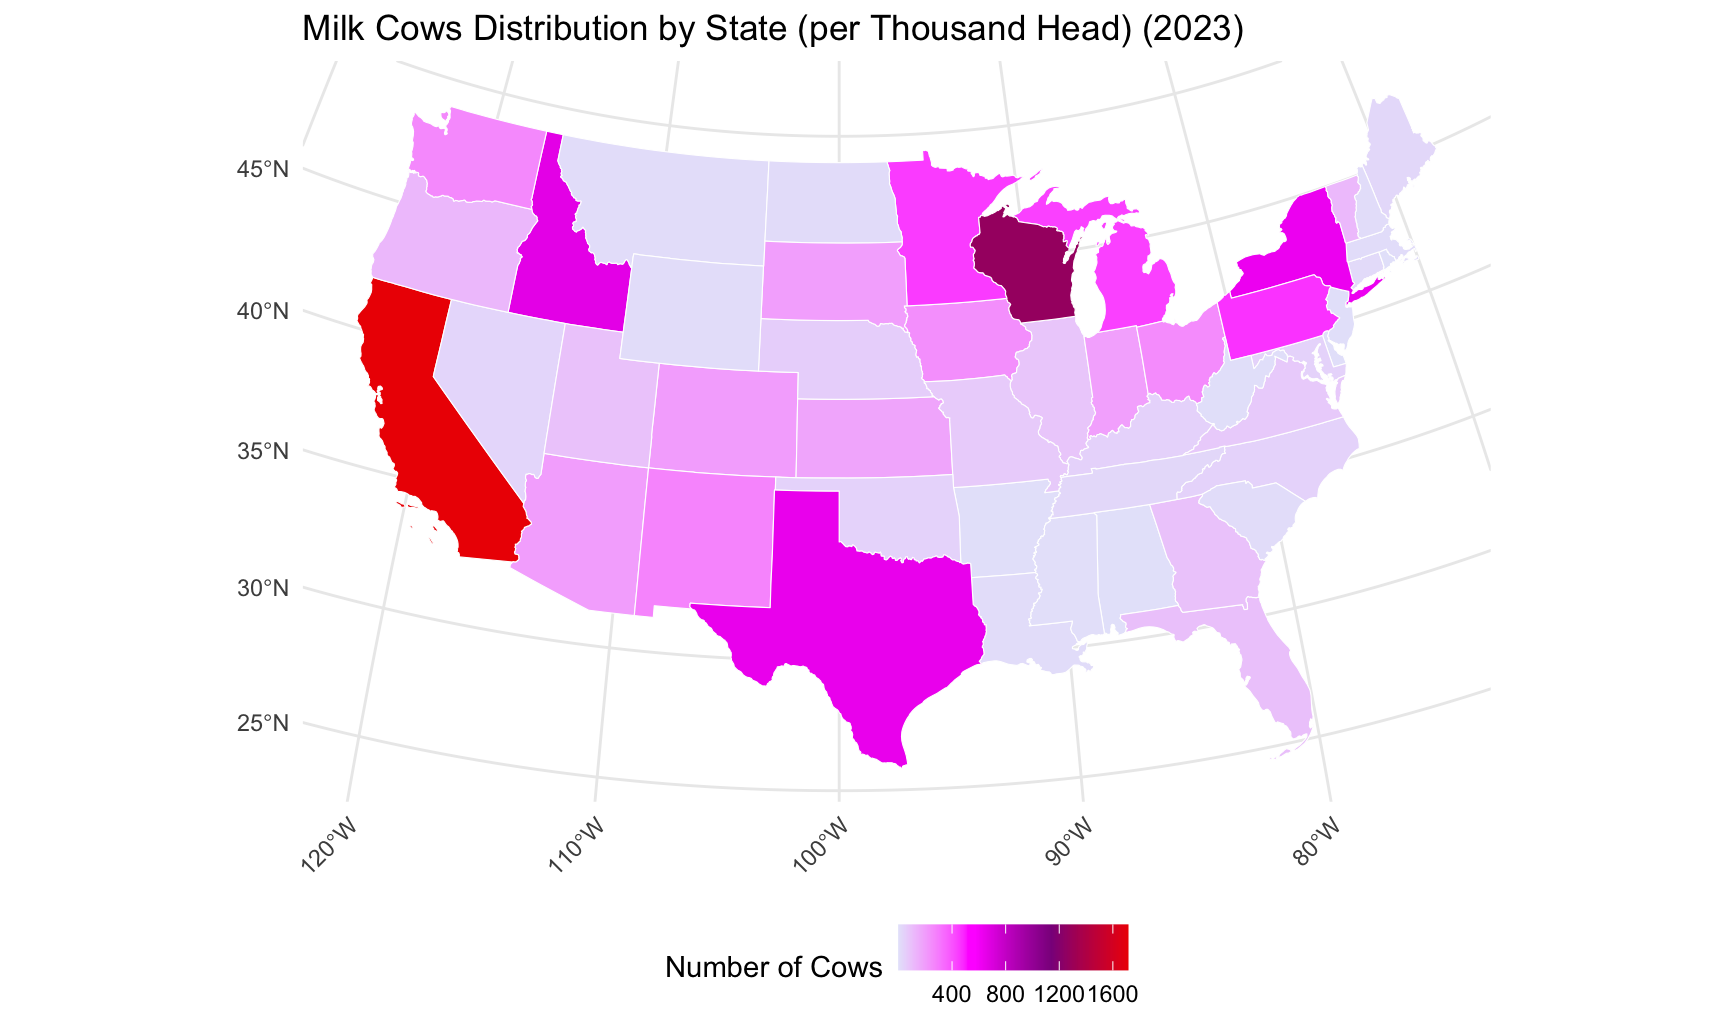 Milk Cows Distribution by State (per Thousand Head) (2023)
45°N
40°N
35°N
30°N
25°N
120°W
110°W
100°W
90°W
80°W
Number of Cows
400 800 1200 1600